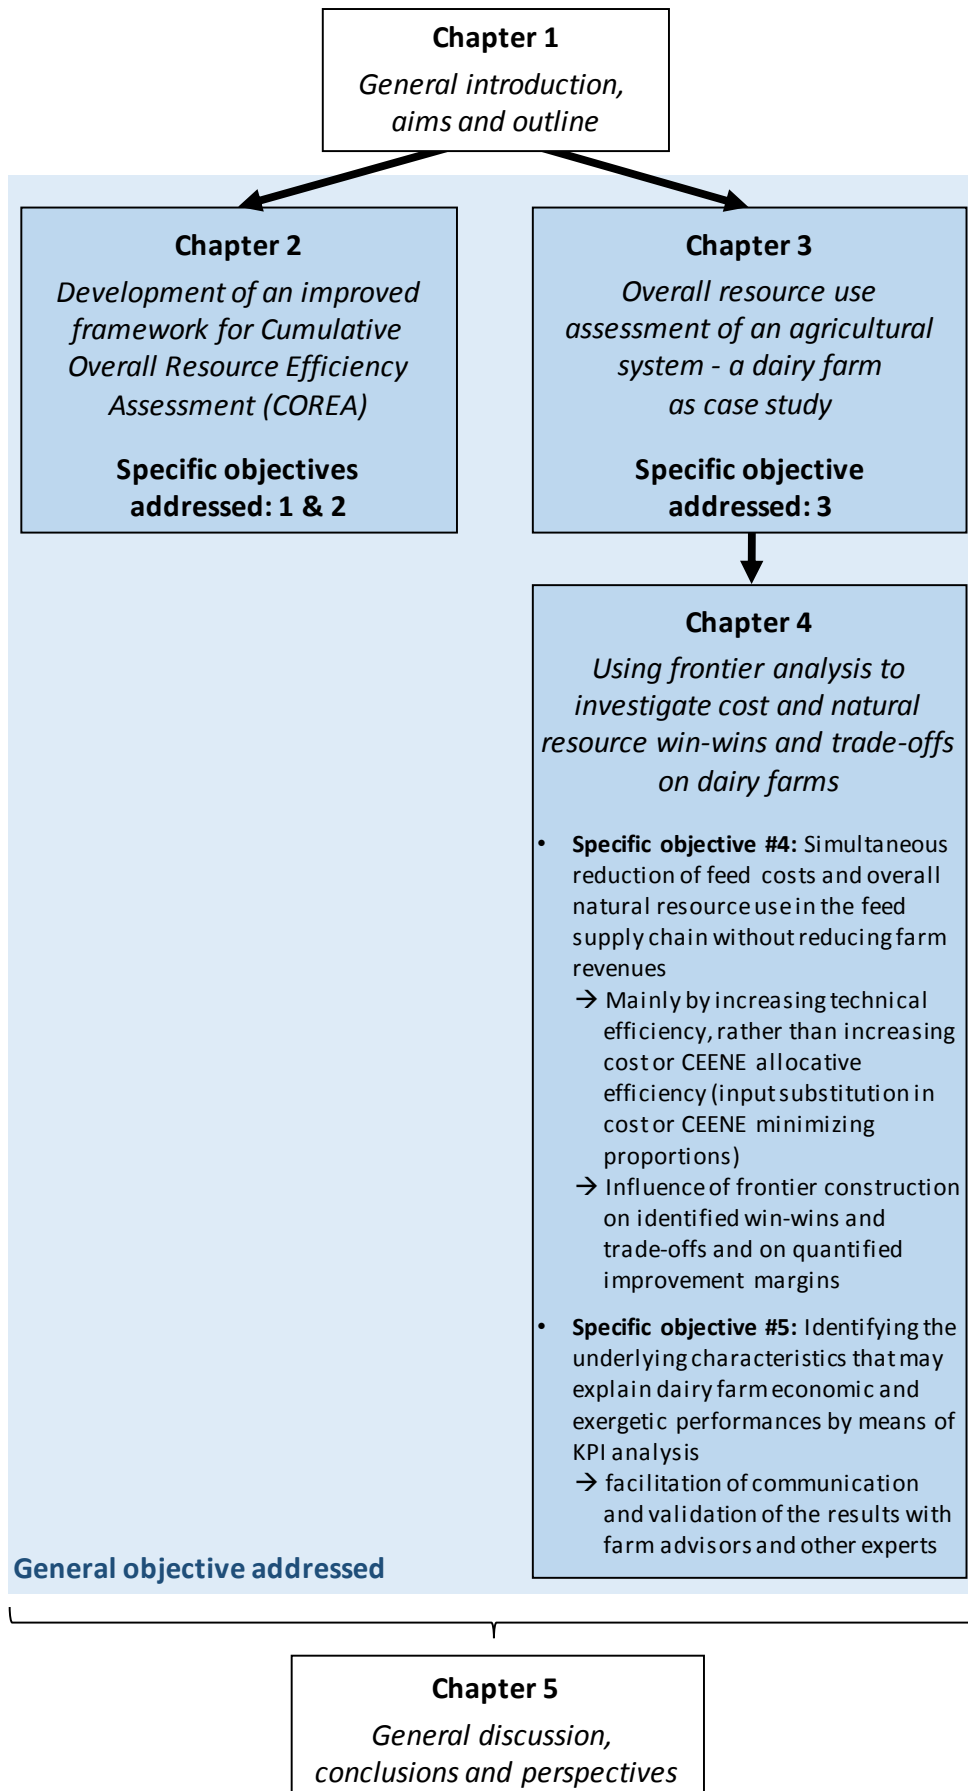 Chapter 1
General introduction,
aims and outline
Chapter 2
Development of an improved
framework for Cumulative
Overall Resource Efficiency
Assessment (COREA)
Specific objectives
addressed: 1 & 2
Chapter 3
Overall resource use
assessment of an agricultural
system - a dairy farm
as case study
Specific objective
addressed: 3
Chapter 4
Using frontier analysis to
investigate cost and natural
resource win-wins and trade-offs
on dairy farms
• Specific objective #4: Simultaneous
reduction of feed costs and overall
natural resource use in the feed
supply chain without reducing farm
revenues
→ Mainly by increasing technical
efficiency, rather than increasing
cost or CEENE allocative
efficiency (input substitution in
cost or CEENE minimizing
proportions)
→ Influence of frontier construction
on identified win-wins and
trade-offs and on quantified
improvement margins
• Specific objective #5: Identifying the
underlying characteristics that may
explain dairy farm economic and
exergetic performances by means of
KPI analysis
→ facilitation of communication
and validation of the results with
farm advisors and other experts
General objective addressed
Chapter 5
General discussion,
conclusions and perspectives